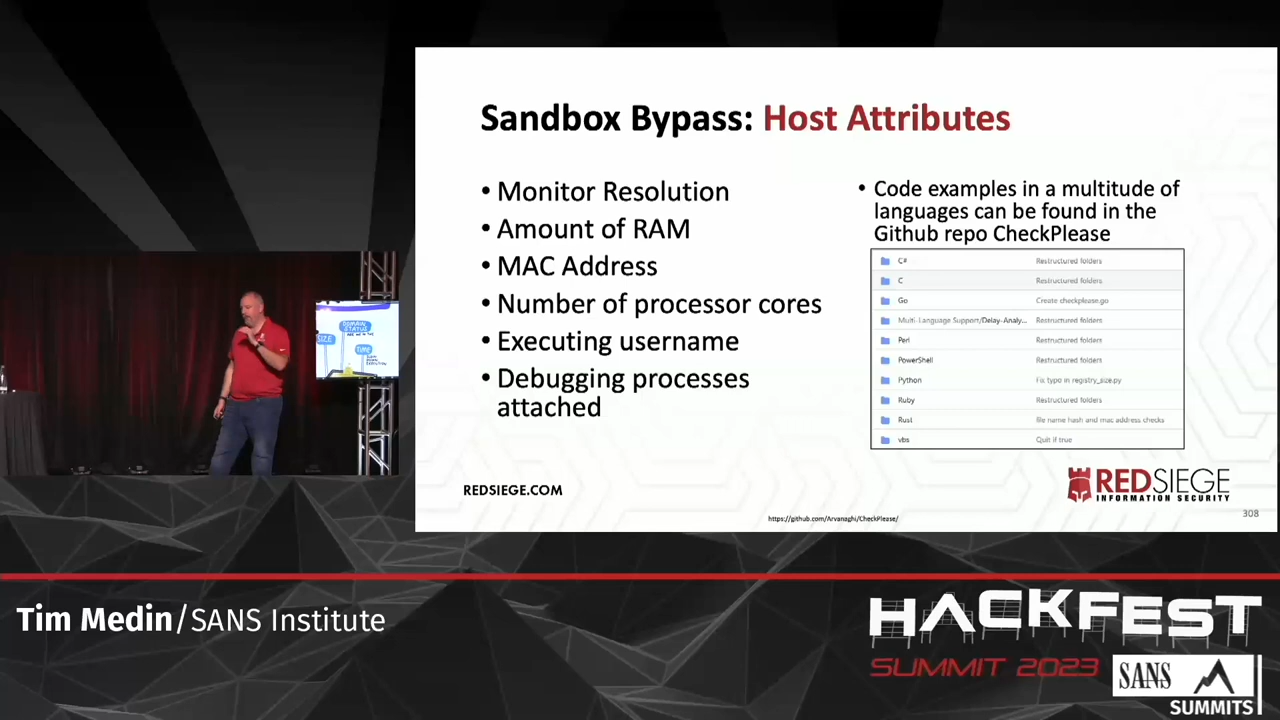 Sandbox Bypass: Host Attributes
• Monitor Resolution
• Amount of RAM
• MAC Address
• Number of processor cores
• Executing username
• Debugging processes
attached
• Code examples in a multitude of
languages can be found in the
Github repo CheckPlease
C# Restructured folders
C Restructured folders
Go Create checkplease.go
Multi-Language Support/Delay-Analy... Restructured folders
Perl Restructured folders
PowerShell Restructured folders
Python Fix typo in registry_size.py
Ruby Restructured folders
Rust file name hash and mac address checks
vbs Quit if true
REDSIEGE.COM
REDSIEGE
INFORMATION SECURITY
https://github.com/Arvanaghi/CheckPlease/
308
DOMAIN
STATUS
SIZE
TIME
Tim Medin/SANS Institute
HACKFEST
SUMMIT 2023
SANS
SUMMITS